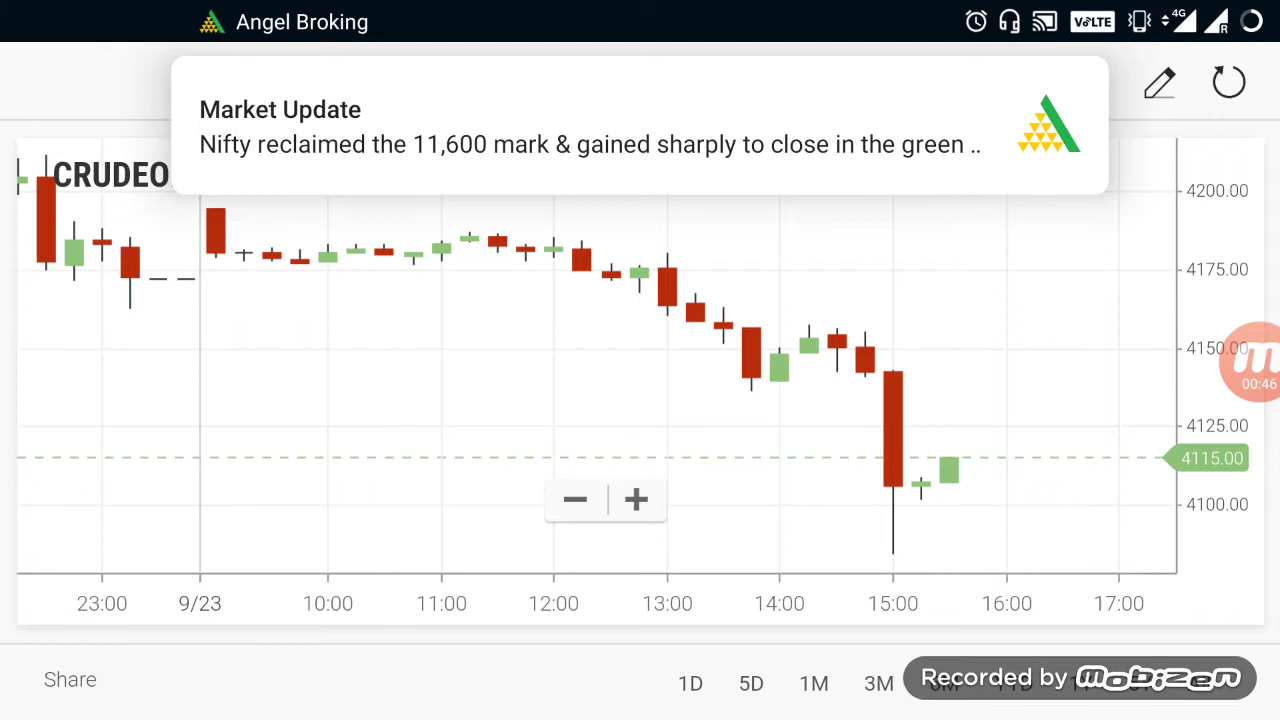 Angel Broking
VoLTE
4G
R
Market Update
Nifty reclaimed the 11,600 mark & gained sharply to close in the green ..
CRUDEO
4200.00
4175.00
4150.00
4125.00
4115.00
4100.00
00:46
23:00 9/23 10:00 11:00 12:00 13:00 14:00 15:00 16:00 17:00
Share
1D 5D 1M 3M
Recorded by mobizen